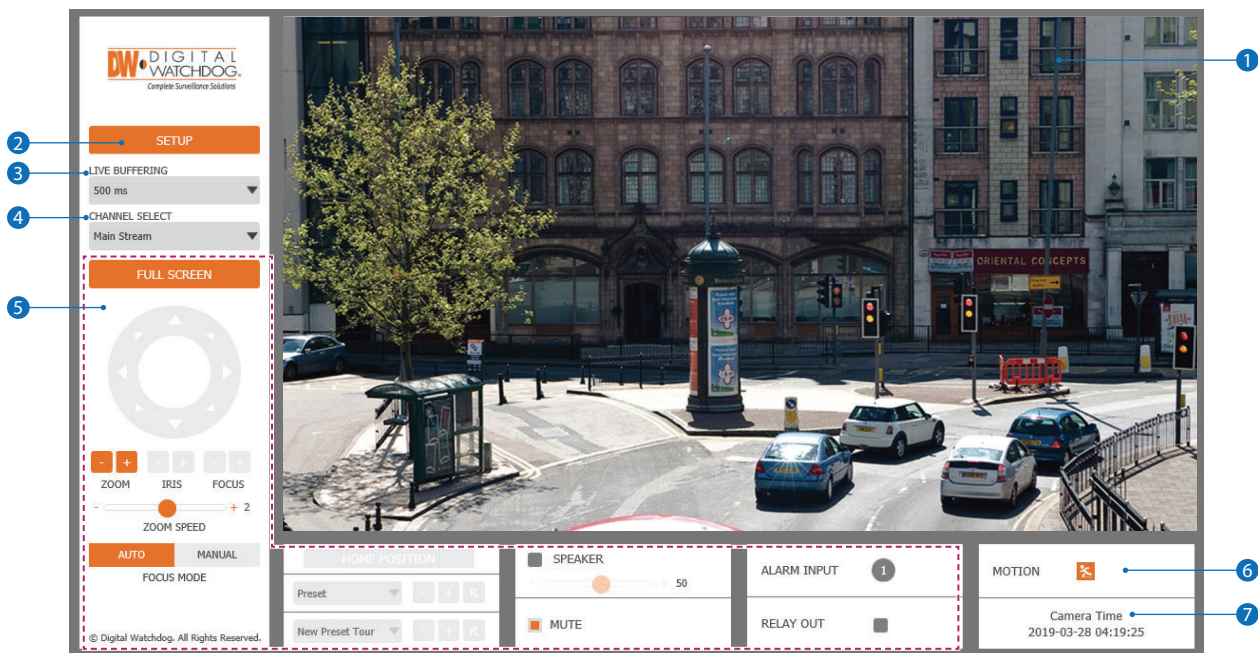 DW DIGITAL
WATCHDOG
Complete Surveillance Solutions
2
SETUP
3
LIVE BUFFERING
500 ms
4
CHANNEL SELECT
Main Stream
FULL SCREEN
5
- + - + - +
ZOOM IRIS FOCUS
- + 2
ZOOM SPEED
AUTO MANUAL
FOCUS MODE
© Digital Watchdog. All Rights Reserved.
1
ORIENTAL CONCEPTS
HOME POSITION
Preset - + R
New Preset Tour - + R
SPEAKER
- + 50
MUTE
ALARM INPUT 1
RELAY OUT
MOTION 6
Camera Time 7
2019-03-28 04:19:25